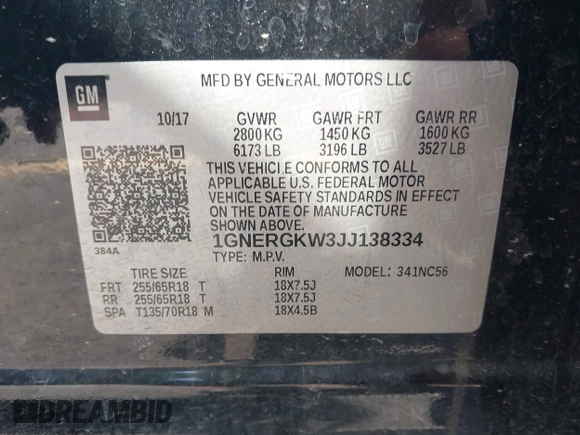 GM
MFD BY GENERAL MOTORS LLC
10/17 GVWR GAWR FRT GAWR RR
2800 KG 1450 KG 1600 KG
6173 LB 3196 LB 3527 LB
THIS VEHICLE CONFORMS TO ALL
APPLICABLE U.S. FEDERAL MOTOR
VEHICLE SAFETY STANDARDS IN EFFECT
ON THE DATE OF MANUFACTURE
SHOWN ABOVE.
384A
1GNERGKW3JJ138334
TYPE: M.P.V. MODEL: 341NC56
TIRE SIZE RIM
FRT 255/65R18 T 18X7.5J
RR 255/65R18 T 18X7.5J
SPA T135/70R18 M 18X4.5B
DREAMBID